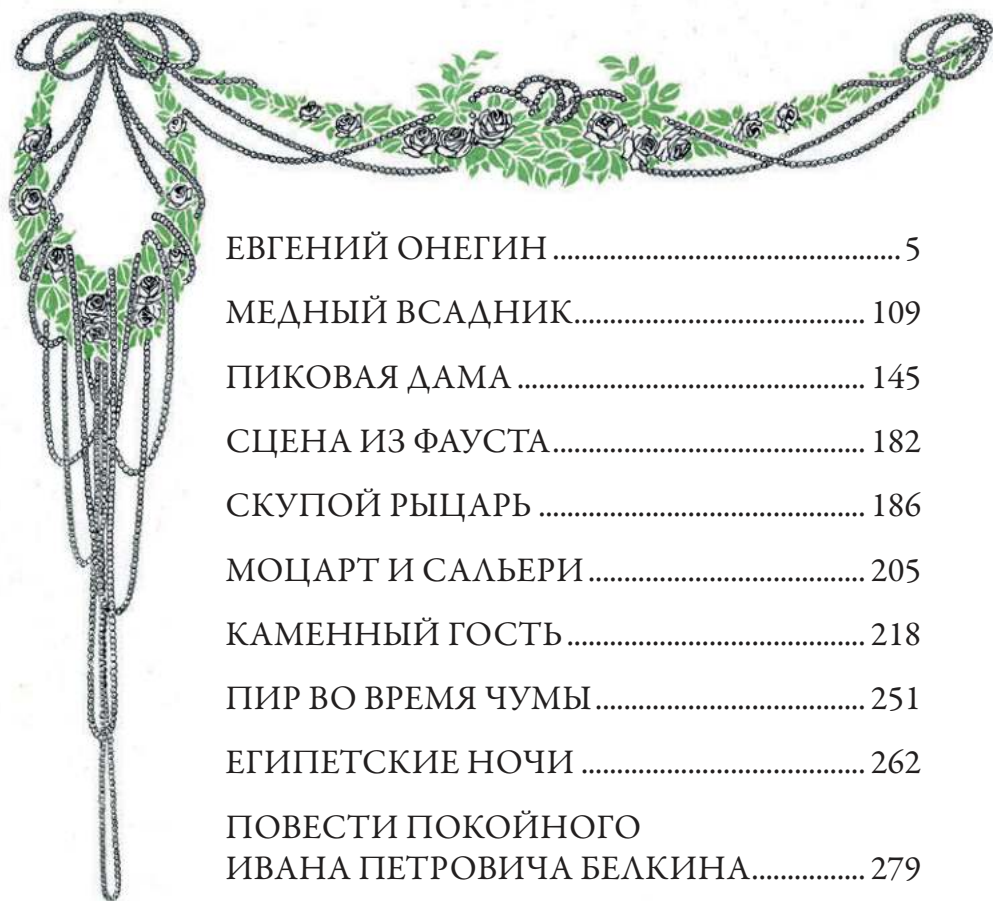 ЕВГЕНИЙ ОНЕГИН ........................................................ 5
МЕДНЫЙ ВСАДНИК............................................... 109
ПИКОВАЯ ДАМА ........................................................ 145
СЦЕНА ИЗ ФАУСТА.................................................. 182
СКУПОЙ РЫЦАРЬ .................................................... 186
МОЦАРТ И САЛЬЕРИ ............................................. 205
КАМЕННЫЙ ГОСТЬ ................................................ 218
ПИР ВО ВРЕМЯ ЧУМЫ............................................ 251
ЕГИПЕТСКИЕ НОЧИ .............................................. 262
ПОВЕСТИ ПОКОЙНОГО
ИВАНА ПЕТРОВИЧА БЕЛКИНА................... 279